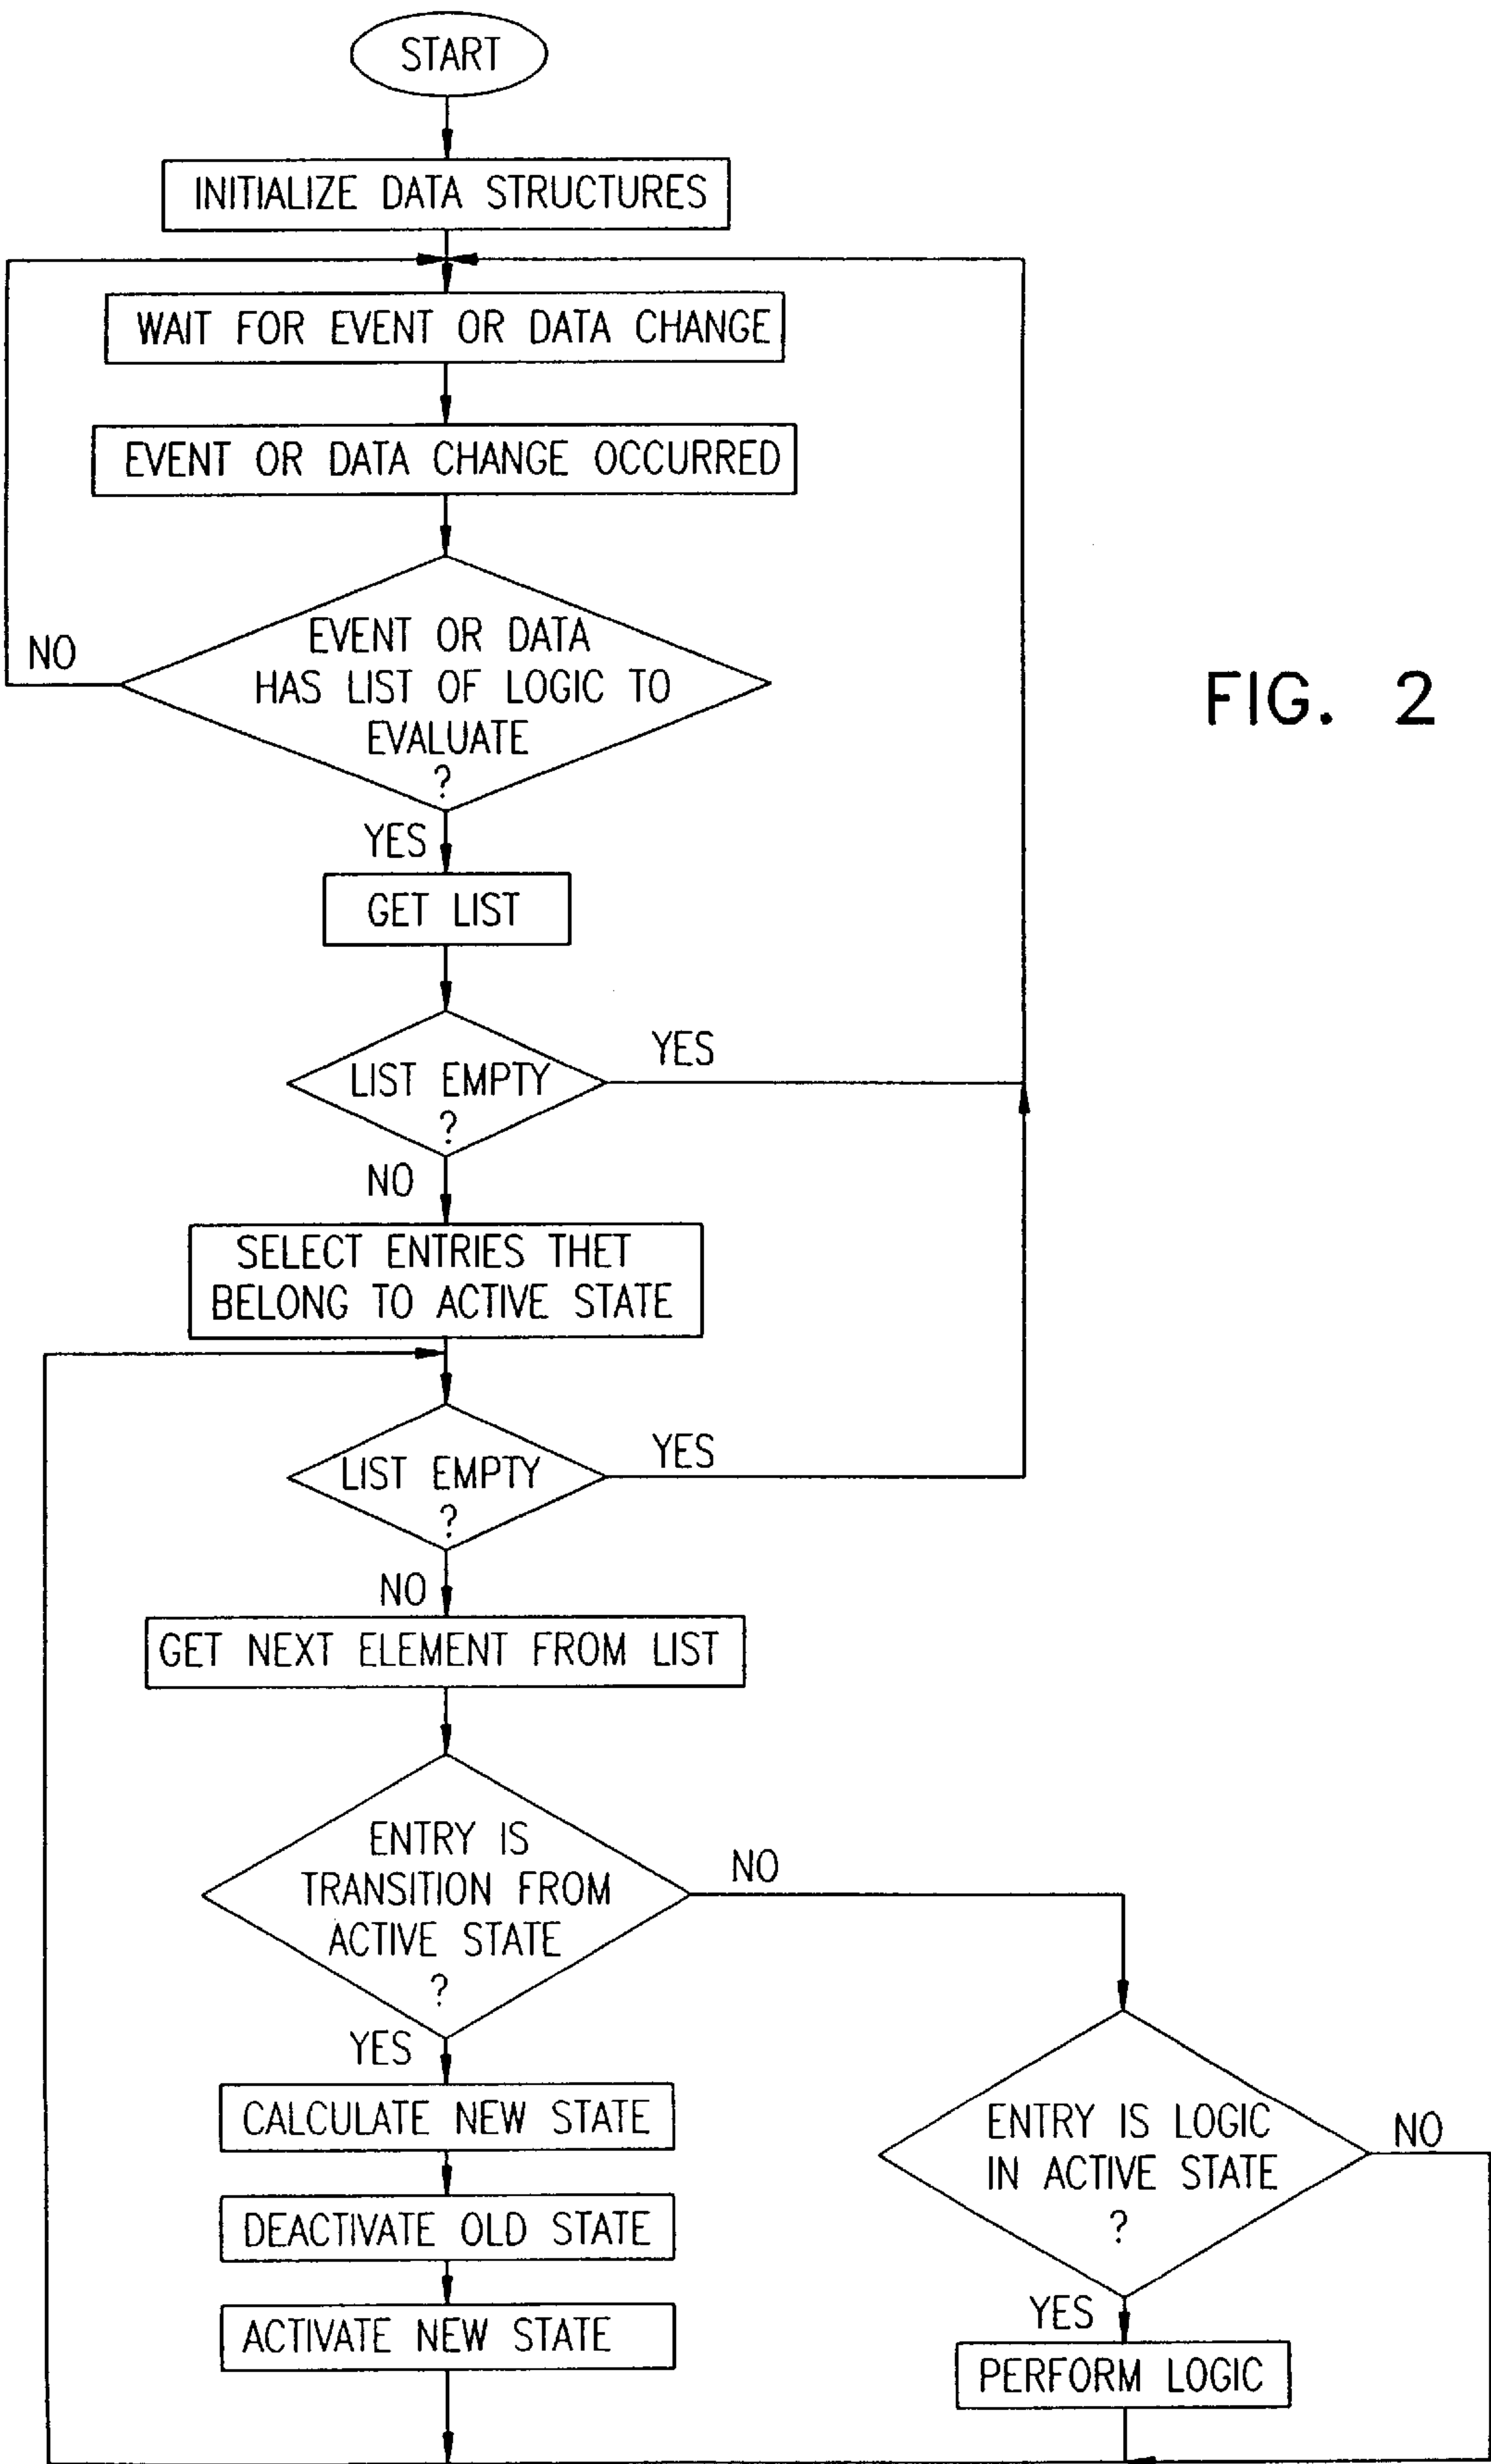 START
INITIALIZE DATA STRUCTURES
WAIT FOR EVENT OR DATA CHANGE
EVENT OR DATA CHANGE OCCURRED
EVENT OR DATA
HAS LIST OF LOGIC TO
EVALUATE
?
NO
FIG. 2
YES
GET LIST
LIST EMPTY
?
YES
NO
SELECT ENTRIES THET
BELONG TO ACTIVE STATE
LIST EMPTY
?
YES
NO
GET NEXT ELEMENT FROM LIST
ENTRY IS
TRANSITION FROM
ACTIVE STATE
?
NO
YES
CALCULATE NEW STATE
DEACTIVATE OLD STATE
ACTIVATE NEW STATE
ENTRY IS LOGIC
IN ACTIVE STATE
?
NO
YES
PERFORM LOGIC